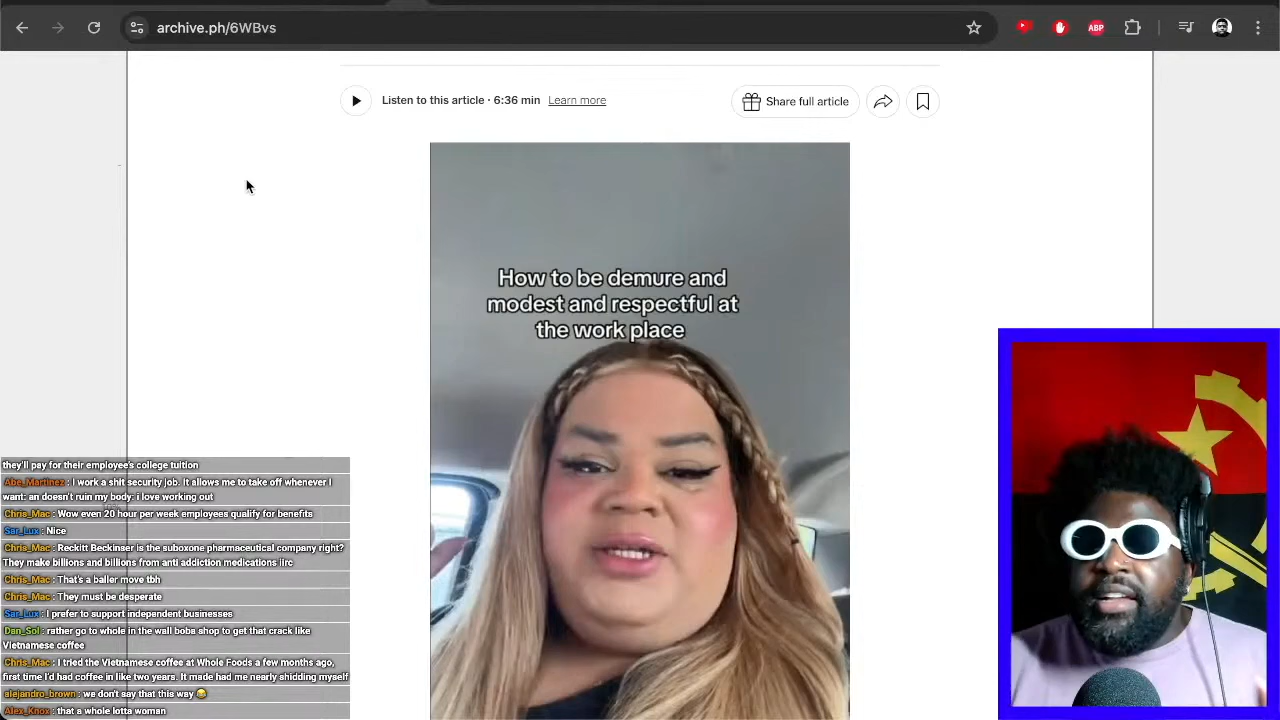 archive.ph/6WBvs
ABP
Listen to this article · 6:36 min Learn more
Share full article
How to be demure and
modest and respectful at
the work place
they'll pay for their employee's college tuition
Abe_Martinez : I work a shit security job. It allows me to take off whenever I
want: an doesn't ruin my body: i love working out
Chris_Mac : Wow even 20 hour per week employees qualify for benefits
Sar_Lux : Nice
Chris_Mac : Reckitt Beckinser is the suboxone pharmaceutical company right?
They make billions and billions from anti addiction medications iirc
Chris_Mac : That's a baller move tbh
Chris_Mac : They must be desperate
Sar_Lux : I prefer to support independent businesses
Dan_Sol : rather go to whole in the wall boba shop to get that crack like
Vietnamese coffee
Chris_Mac : I tried the Vietnamese coffee at Whole Foods a few months ago,
first time I'd had coffee in like two years. It made had me nearly shidding myself
alejandro_brown : we don't say that this way 😂
Alex_Knox : that a whole lotta woman